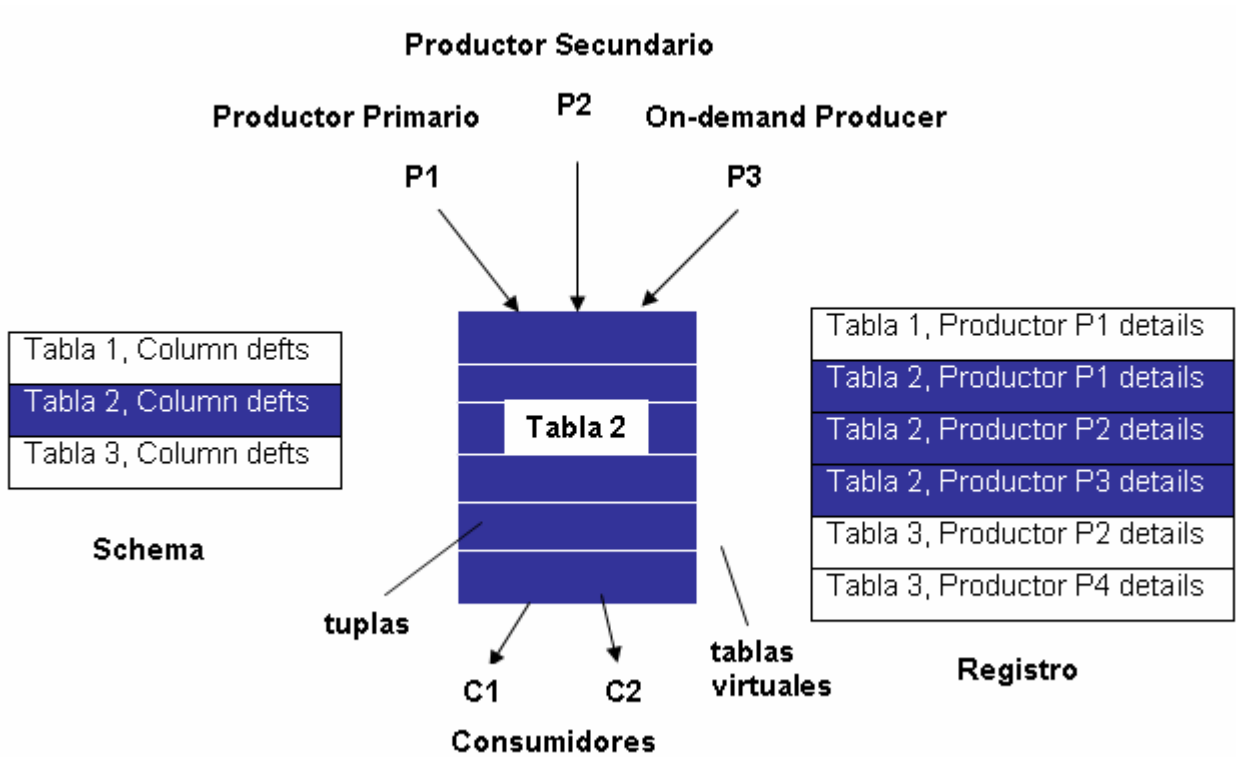 Productor Secundario
P2
Productor Primario
On-demand Producer
P1
P3
Tabla 1, Column defts
Tabla 2, Column defts
Tabla 3, Column defts
Schema
Tabla 2
tuplas
tablas
virtuales
C1
C2
Consumidores
Tabla 1, Productor P1 details
Tabla 2, Productor P1 details
Tabla 2, Productor P2 details
Tabla 2, Productor P3 details
Tabla 3, Productor P2 details
Tabla 3, Productor P4 details
Registro